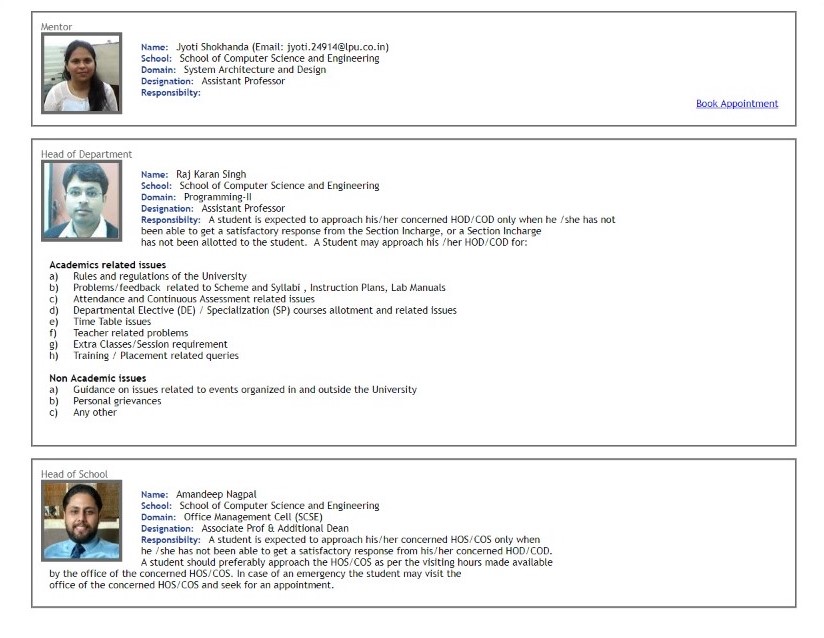 Mentor
Name: Jyoti Shokhanda (Email: jyoti.24914@lpu.co.in)
School: School of Computer Science and Engineering
Domain: System Architecture and Design
Designation: Assistant Professor
Responsibilty:
Book Appointment
Head of Department
Name: Raj Karan Singh
School: School of Computer Science and Engineering
Domain: Programming-II
Designation: Assistant Professor
Responsibilty: A student is expected to approach his/her concerned HOD/COD only when he /she has not
been able to get a satisfactory response from the Section Incharge, or a Section Incharge
has not been allotted to the student. A Student may approach his /her HOD/COD for:
Academics related issues
a) Rules and regulations of the University
b) Problems/feedback related to Scheme and Syllabi , Instruction Plans, Lab Manuals
c) Attendance and Continuous Assessment related issues
d) Departmental Elective (DE) / Specialization (SP) courses allotment and related issues
e) Time Table issues
f) Teacher related problems
g) Extra Classes/Session requirement
h) Training / Placement related queries
Non Academic issues
a) Guidance on issues related to events organized in and outside the University
b) Personal grievances
c) Any other
Head of School
Name: Amandeep Nagpal
School: School of Computer Science and Engineering
Domain: Office Management Cell (SCSE)
Designation: Associate Prof & Additional Dean
Responsibilty: A student is expected to approach his/her concerned HOS/COS only when
he /she has not been able to get a satisfactory response from his/her concerned HOD/COD.
A student should preferably approach the HOS/COS as per the visiting hours made available
by the office of the concerned HOS/COS. In case of an emergency the student may visit the
office of the concerned HOS/COS and seek for an appointment.